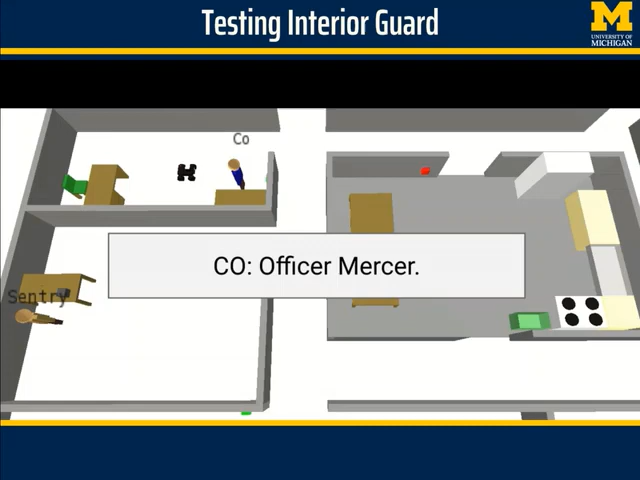 Testing Interior Guard
M
UNIVERSITY OF
MICHIGAN
Co
CO: Officer Mercer.
Sentry